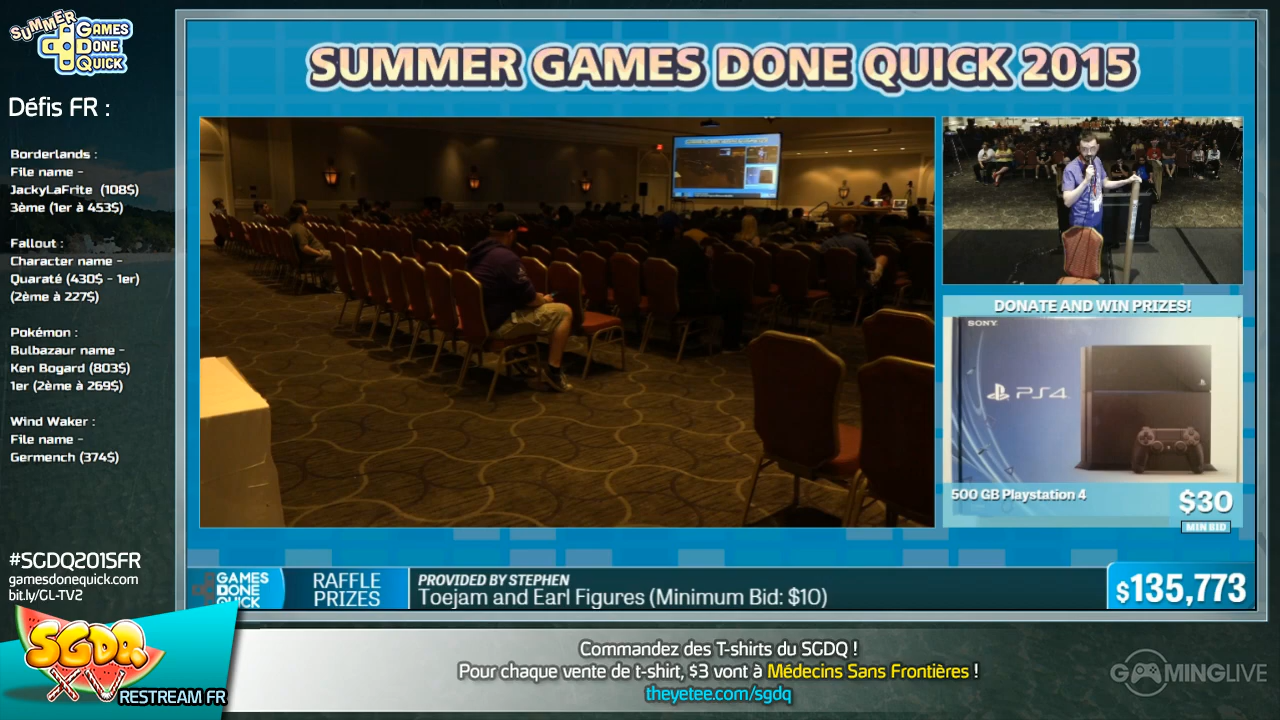 SUMMER
GAMES
DONE
QUICK
Défis FR :
Borderlands :
File name -
JackyLaFrite (108$)
3ème (1er à 453$)
Fallout :
Character name -
Quaraté (430$ - 1er)
(2ème à 227$)
Pokémon :
Bulbazaur name -
Ken Bogard (803$)
1er (2ème à 269$)
Wind Waker :
File name -
Germench (374$)
#SGDQ2015FR
gamesdonequick.com
bit.ly/GL-TV2
SGDQ
RESTREAM FR
SUMMER GAMES DONE QUICK 2015
DONATE AND WIN PRIZES!
SONY
PS4
500 GB Playstation 4
$30
MIN BID
GAMES
DONE
QUICK
RAFFLE
PRIZES
PROVIDED BY STEPHEN
Toejam and Earl Figures (Minimum Bid: $10)
$135,773
Commandez des T-shirts du SGDQ !
Pour chaque vente de t-shirt, $3 vont à Médecins Sans Frontières !
theyetee.com/sgdq
GAMINGLIVE